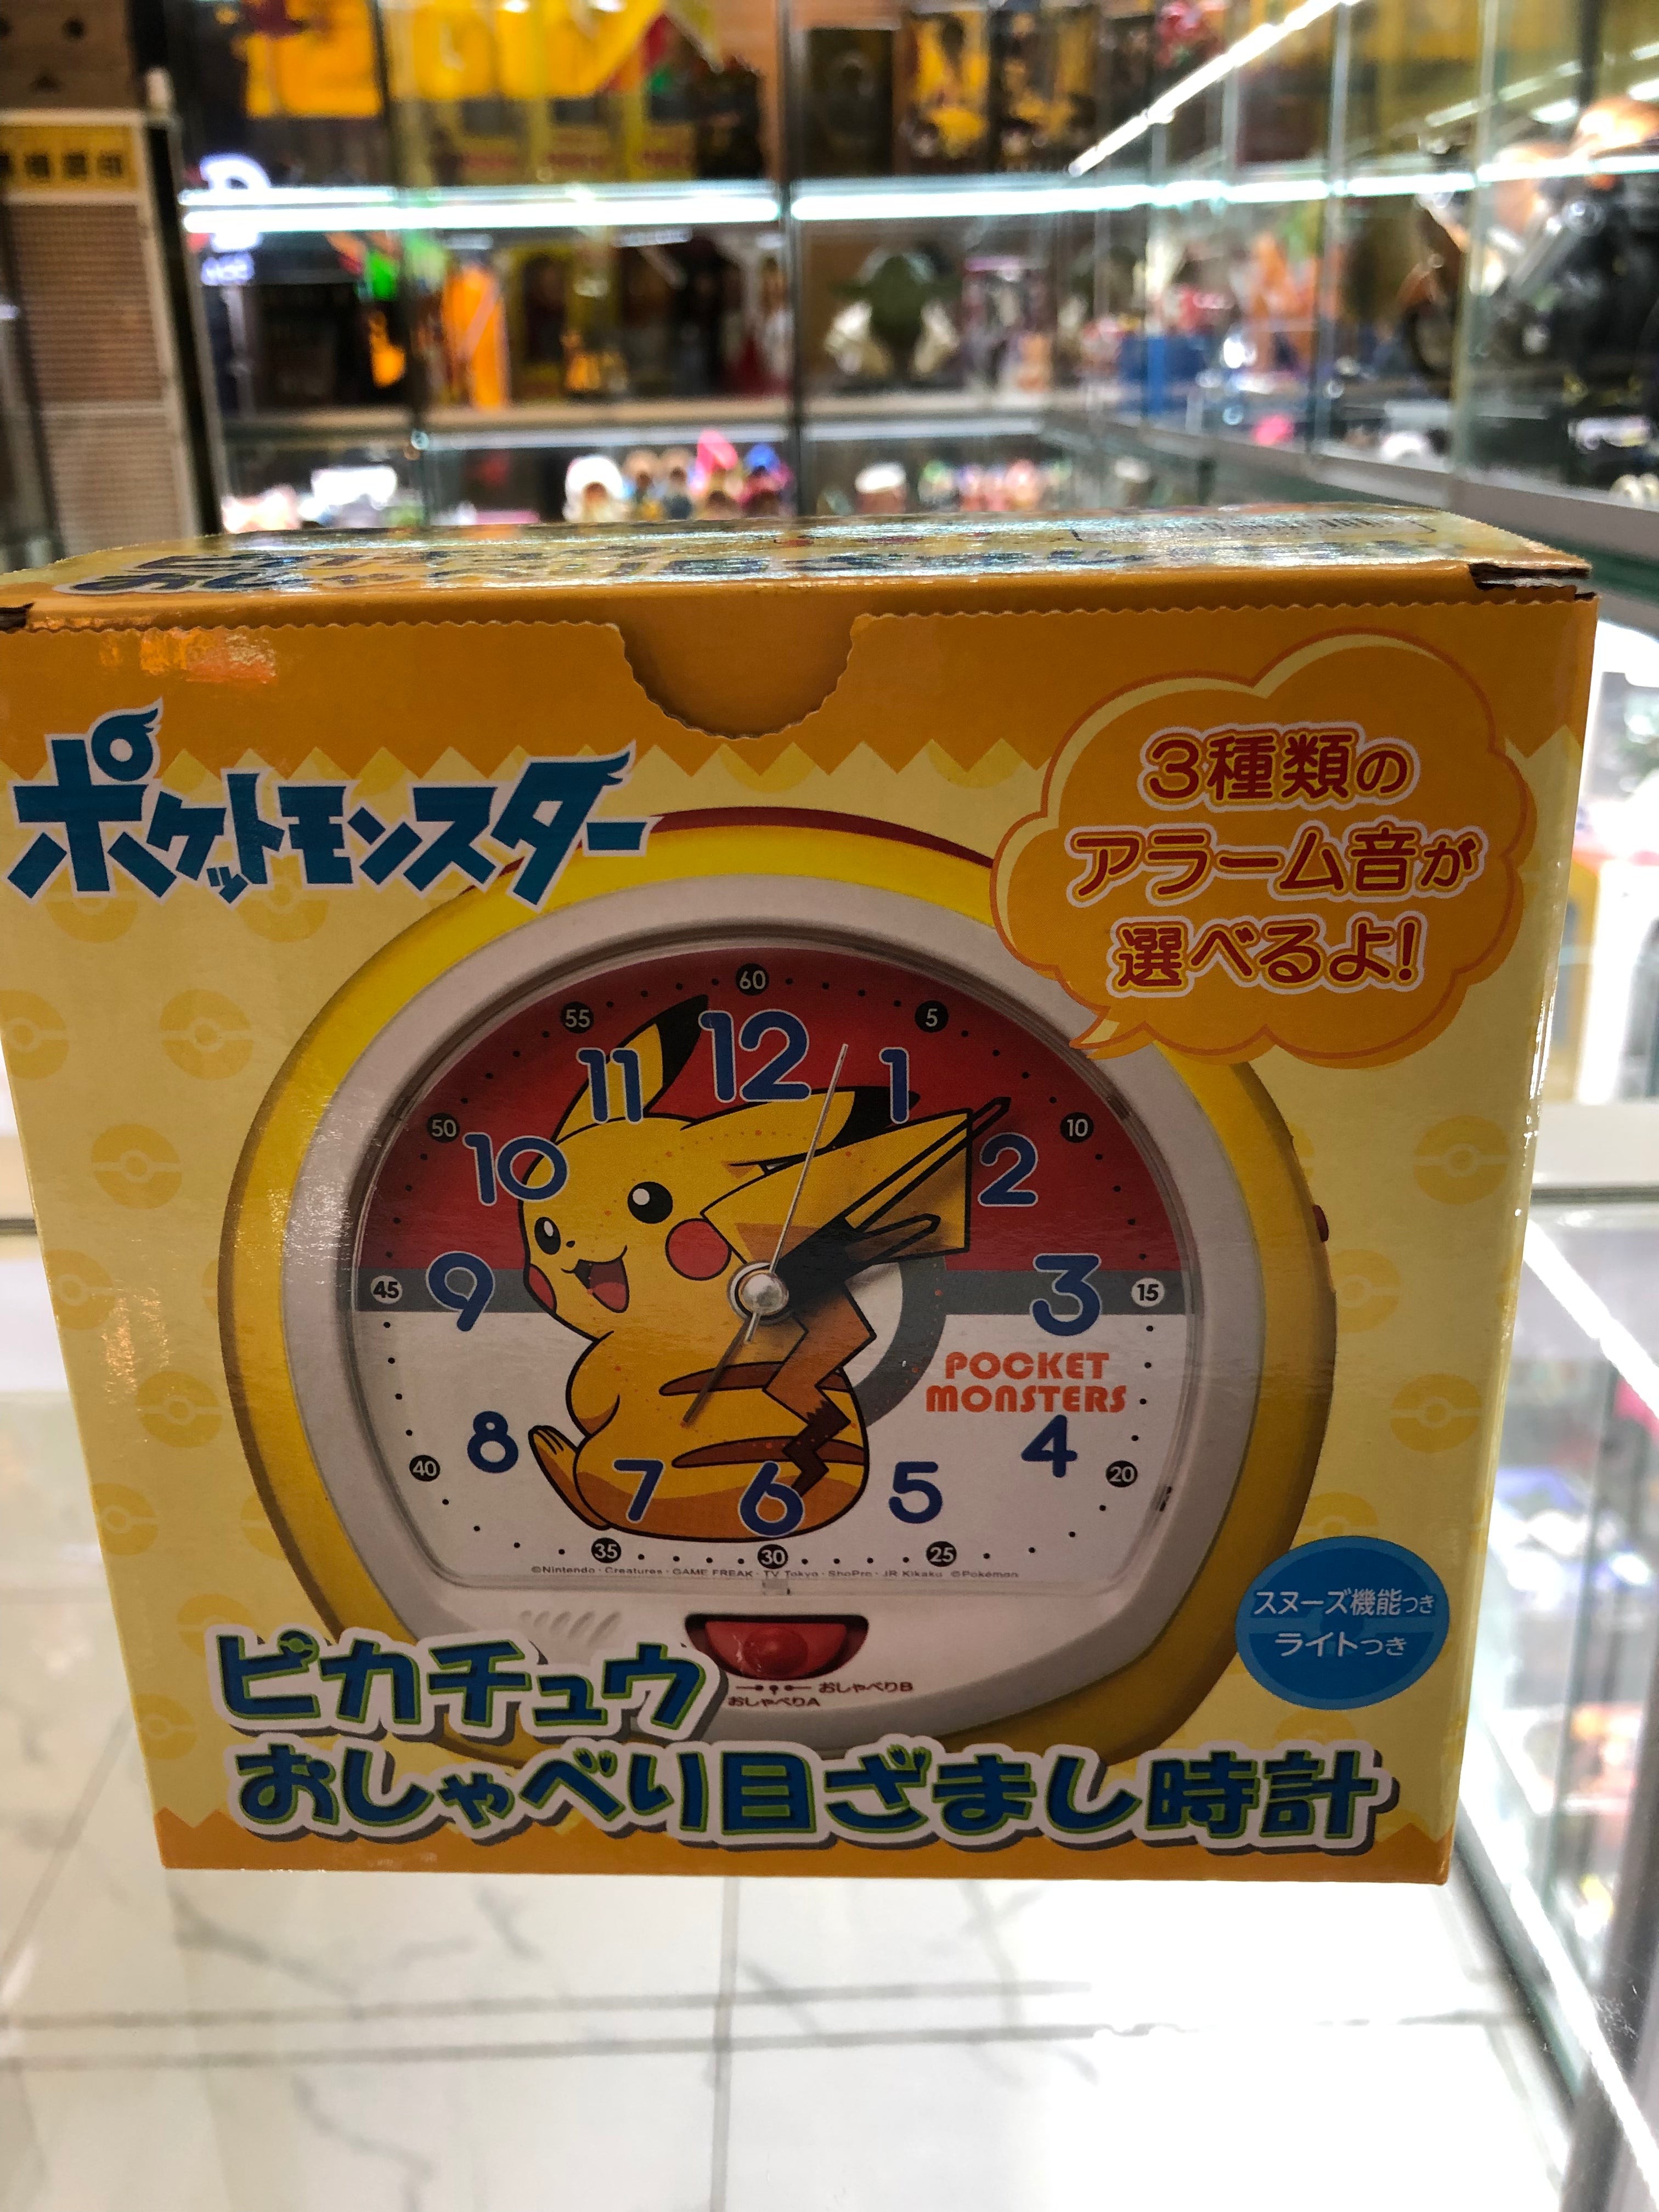 ポケットモンスター
3種類の
アラーム音が
選べるよ!
60
55
5
12
11
1
50
10
10
2
45
9
3
15
POCKET
MONSTERS
8
4
40
20
7
6
5
35
30
25
©Nintendo・Creatures・GAME FREAK・TV Tokyo・ShoPro・JR Kikaku ©Pokémon
スヌーズ機能つき
ライトつき
おしゃべりB
おしゃべりA
ピカチュウ
おしゃべり目ざまし時計